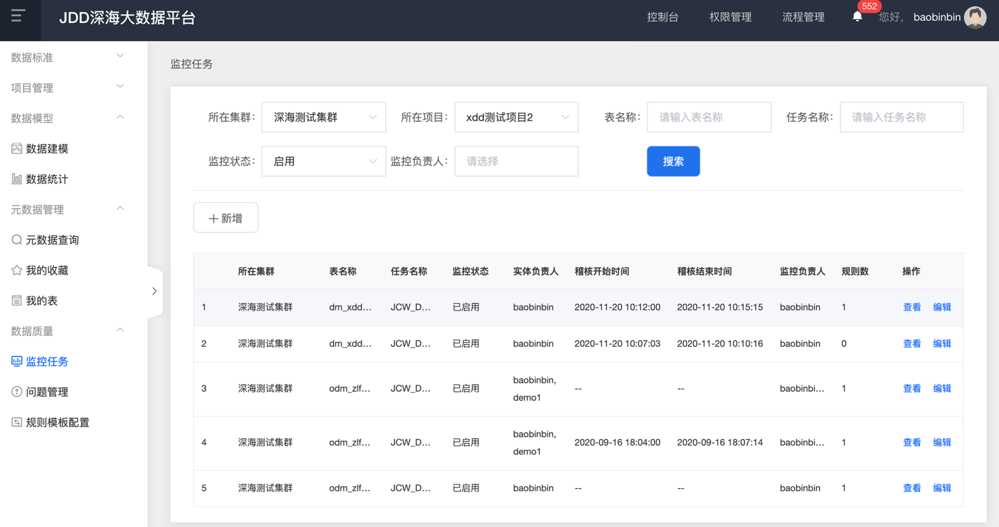 JDD深海大数据平台
控制台 权限管理 流程管理 552 您好, baobinbin
数据标准
项目管理
数据模型
数据建模
数据统计
元数据管理
元数据查询
我的收藏
我的表
数据质量
监控任务
问题管理
规则模板配置
监控任务
所在集群: 深海测试集群 所在项目: xdd测试项目2 表名称: 请输入表名称 任务名称: 请输入任务名称
监控状态: 启用 监控负责人: 请选择 搜索
新增
所在集群 表名称 任务名称 监控状态 实体负责人 稽核开始时间 稽核结束时间 监控负责人 规则数 操作
1 深海测试集群 dm_xdd... JCW_D... 已启用 baobinbin 2020-11-20 10:12:00 2020-11-20 10:15:15 baobinbin 1 查看 编辑
2 深海测试集群 dm_xdd... JCW_D... 已启用 baobinbin 2020-11-20 10:07:03 2020-11-20 10:10:16 baobinbin 0 查看 编辑
3 深海测试集群 odm_zlf... JCW_D... 已启用 baobinbin, -- -- baobinbi... 1 查看 编辑
demo1
4 深海测试集群 odm_zlf... JCW_D... 已启用 baobinbin, 2020-09-16 18:04:00 2020-09-16 18:07:14 baobinbi... 1 查看 编辑
demo1
5 深海测试集群 odm_zlf... JCW_D... 已启用 baobinbin -- -- baobinbin 1 查看 编辑